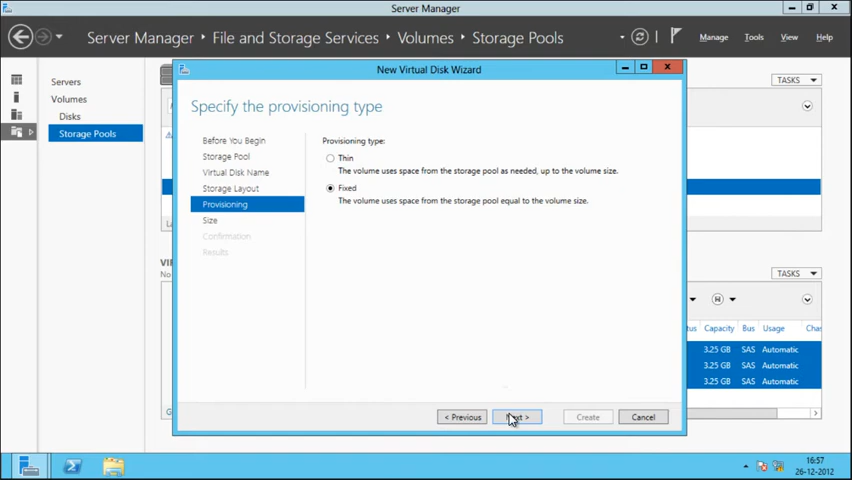 Server Manager
Server Manager › File and Storage Services › Volumes › Storage Pools
Manage Tools View Help
Servers
Volumes
Disks
Storage Pools
TASKS
New Virtual Disk Wizard
Specify the provisioning type
Before You Begin
Storage Pool
Virtual Disk Name
Storage Layout
Provisioning
Size
Confirmation
Results
Provisioning type:
Thin
The volume uses space from the storage pool as needed, up to the volume size.
Fixed
The volume uses space from the storage pool equal to the volume size.
< Previous
Next >
Create
Cancel
TASKS
Capacity Bus Usage
3.25 GB SAS Automatic
3.25 GB SAS Automatic
3.25 GB SAS Automatic
16:57
26-12-2012